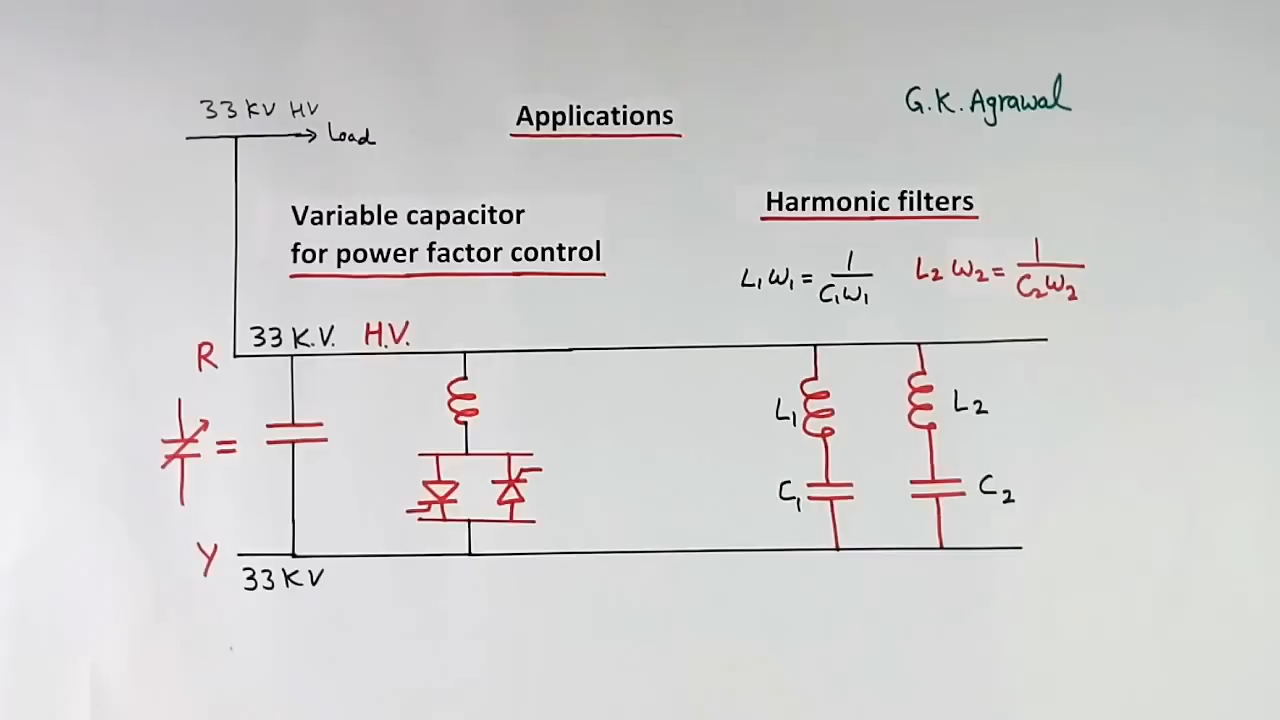 33 KV HV
Load
Applications
G.K. Agrawal
Variable capacitor
for power factor control
Harmonic filters
L₁ω₁ = 1/C₁ω₁
L₂ω₂ = 1/C₂ω₂
R
33 K.V. H.V.
=
L₁
L₂
C₁
C₂
Y
33 KV